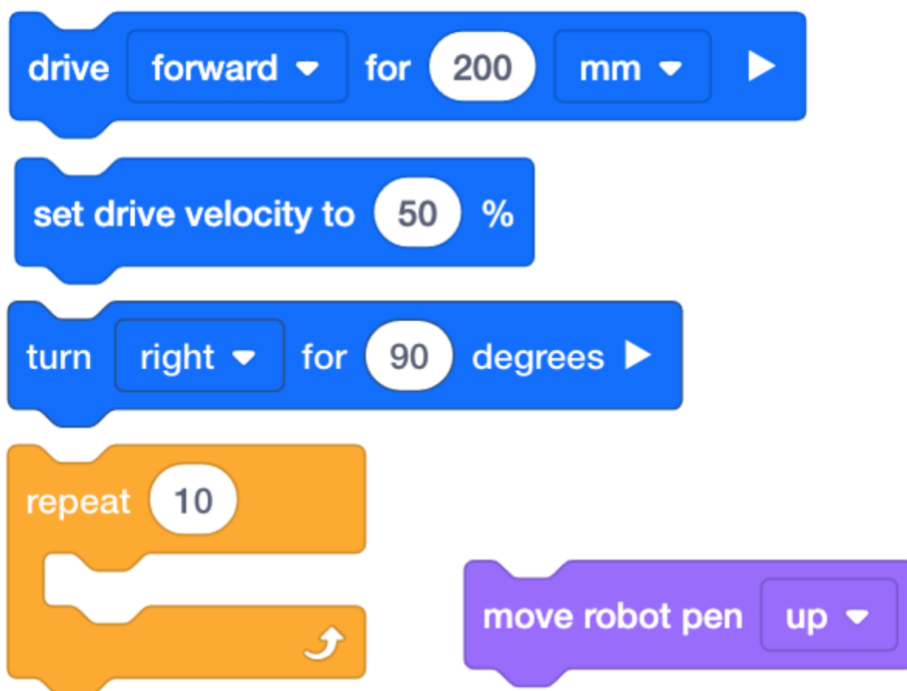 drive forward for 200 mm
set drive velocity to 50 %
turn right for 90 degrees
repeat 10
move robot pen up